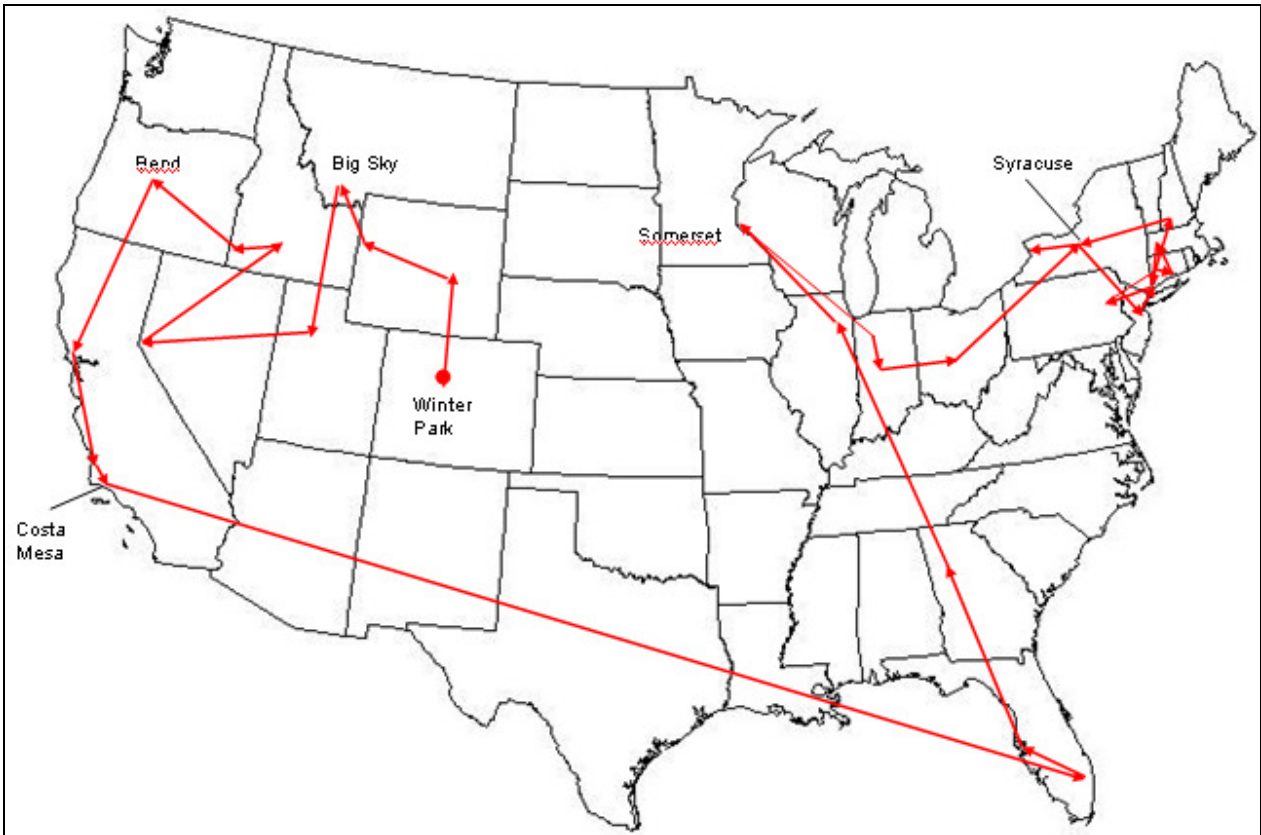 Bend
Big Sky
Syracuse
Somerset
Winter
Park
Costa
Mesa